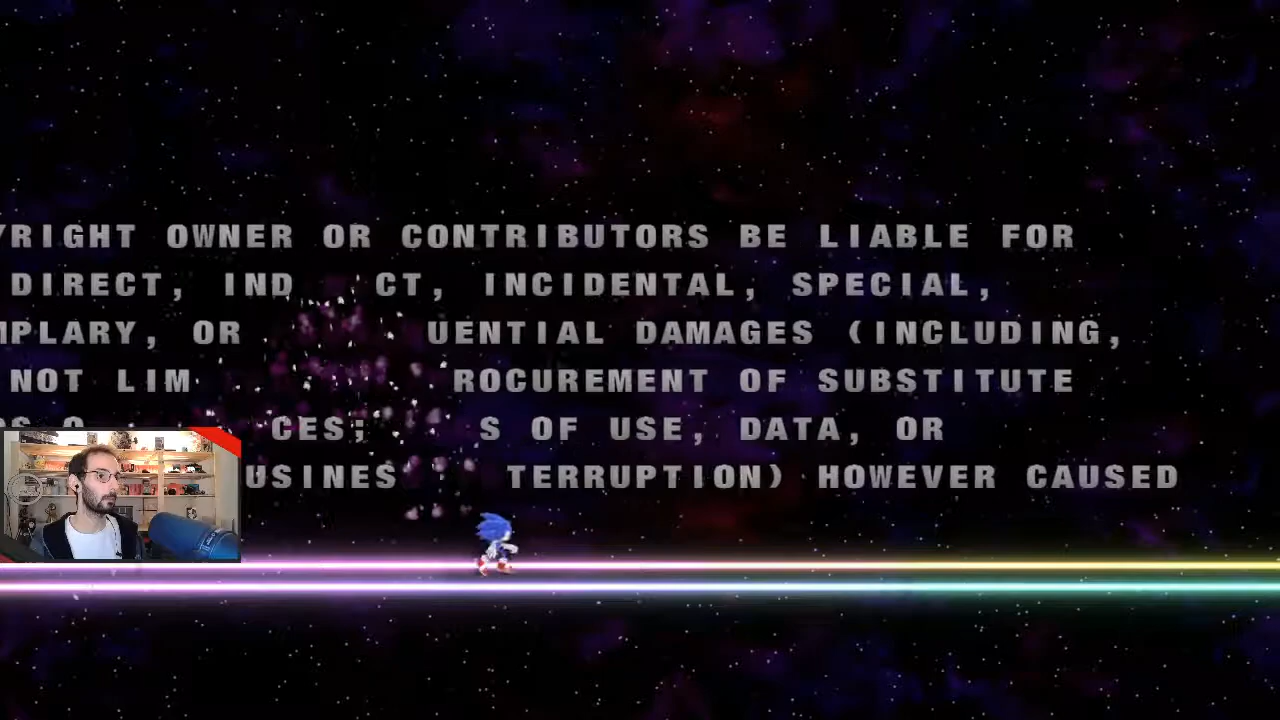 YRIGHT OWNER OR CONTRIBUTORS BE LIABLE FOR
DIRECT, IND CT, INCIDENTAL, SPECIAL,
MPLARY, OR UENTIAL DAMAGES (INCLUDING,
NOT LIM ROCUREMENT OF SUBSTITUTE
CES; S OF USE, DATA, OR
USINES TERRUPTION) HOWEVER CAUSED